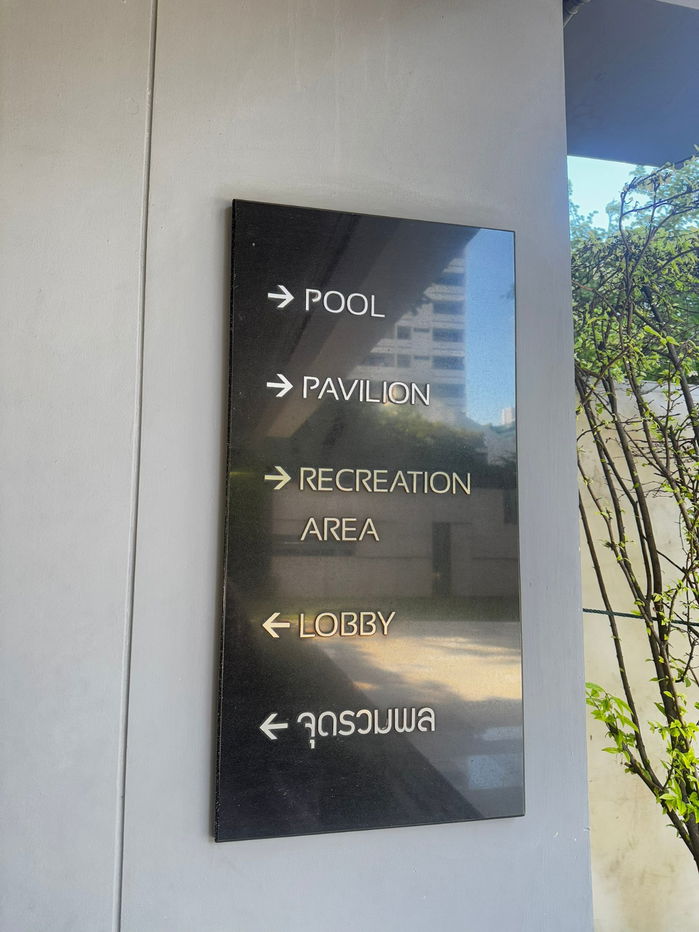 → POOL
→ PAVILION
→ RECREATION
AREA
← LOBBY
← จุดรวมพล